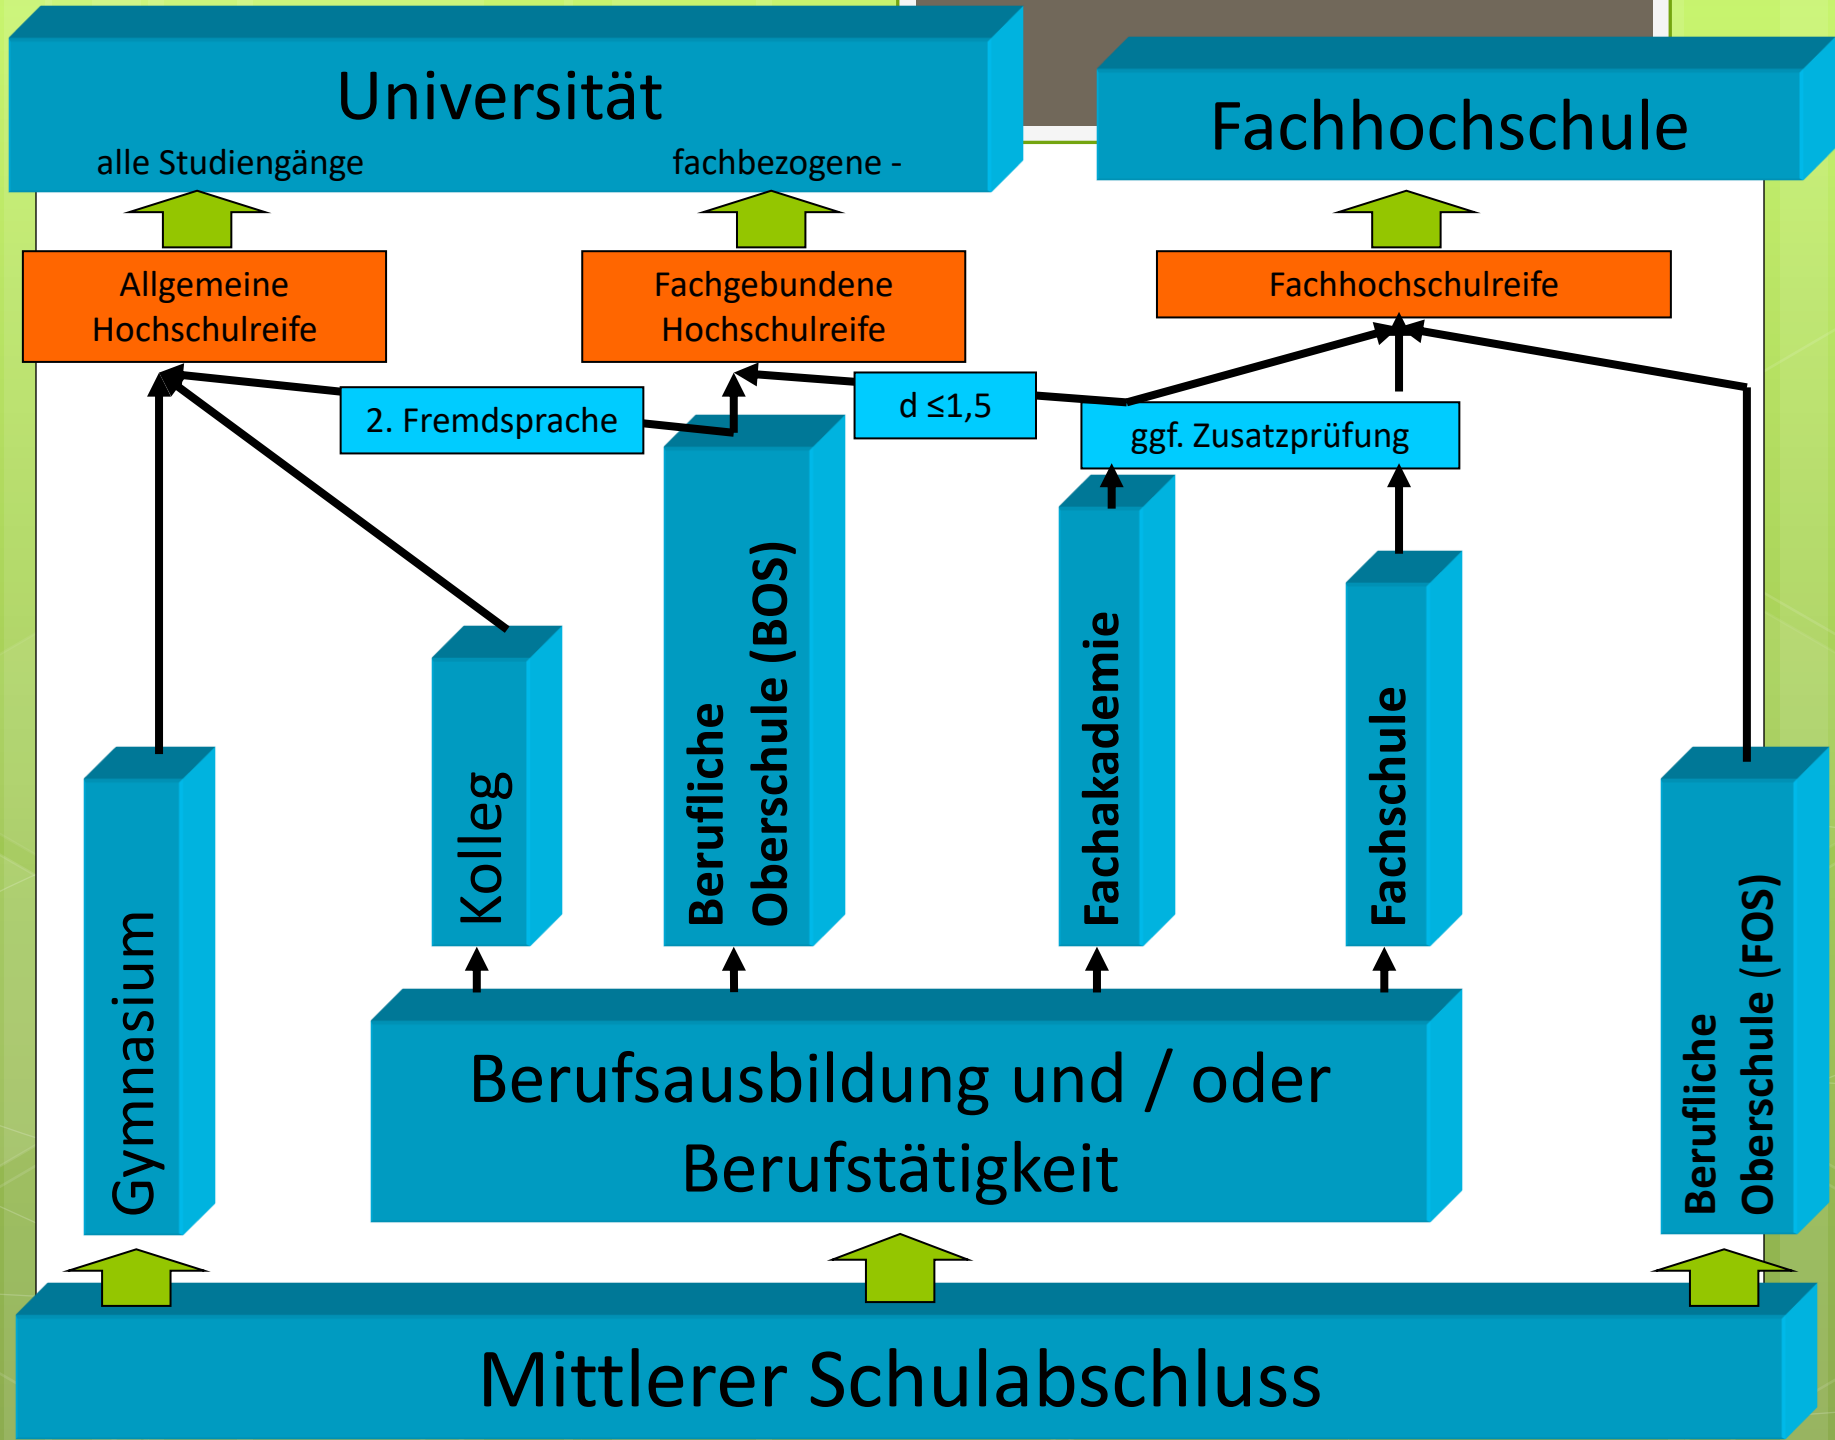 Universität
alle Studiengänge
fachbezogene -
Fachhochschule
Allgemeine
Hochschulreife
Fachgebundene
Hochschulreife
Fachhochschulreife
2. Fremdsprache
d ≤1,5
ggf. Zusatzprüfung
Gymnasium
Kolleg
Berufliche
Oberschule (BOS)
Fachakademie
Fachschule
Berufliche
Oberschule (FOS)
Berufsausbildung und / oder
Berufstätigkeit
Mittlerer Schulabschluss